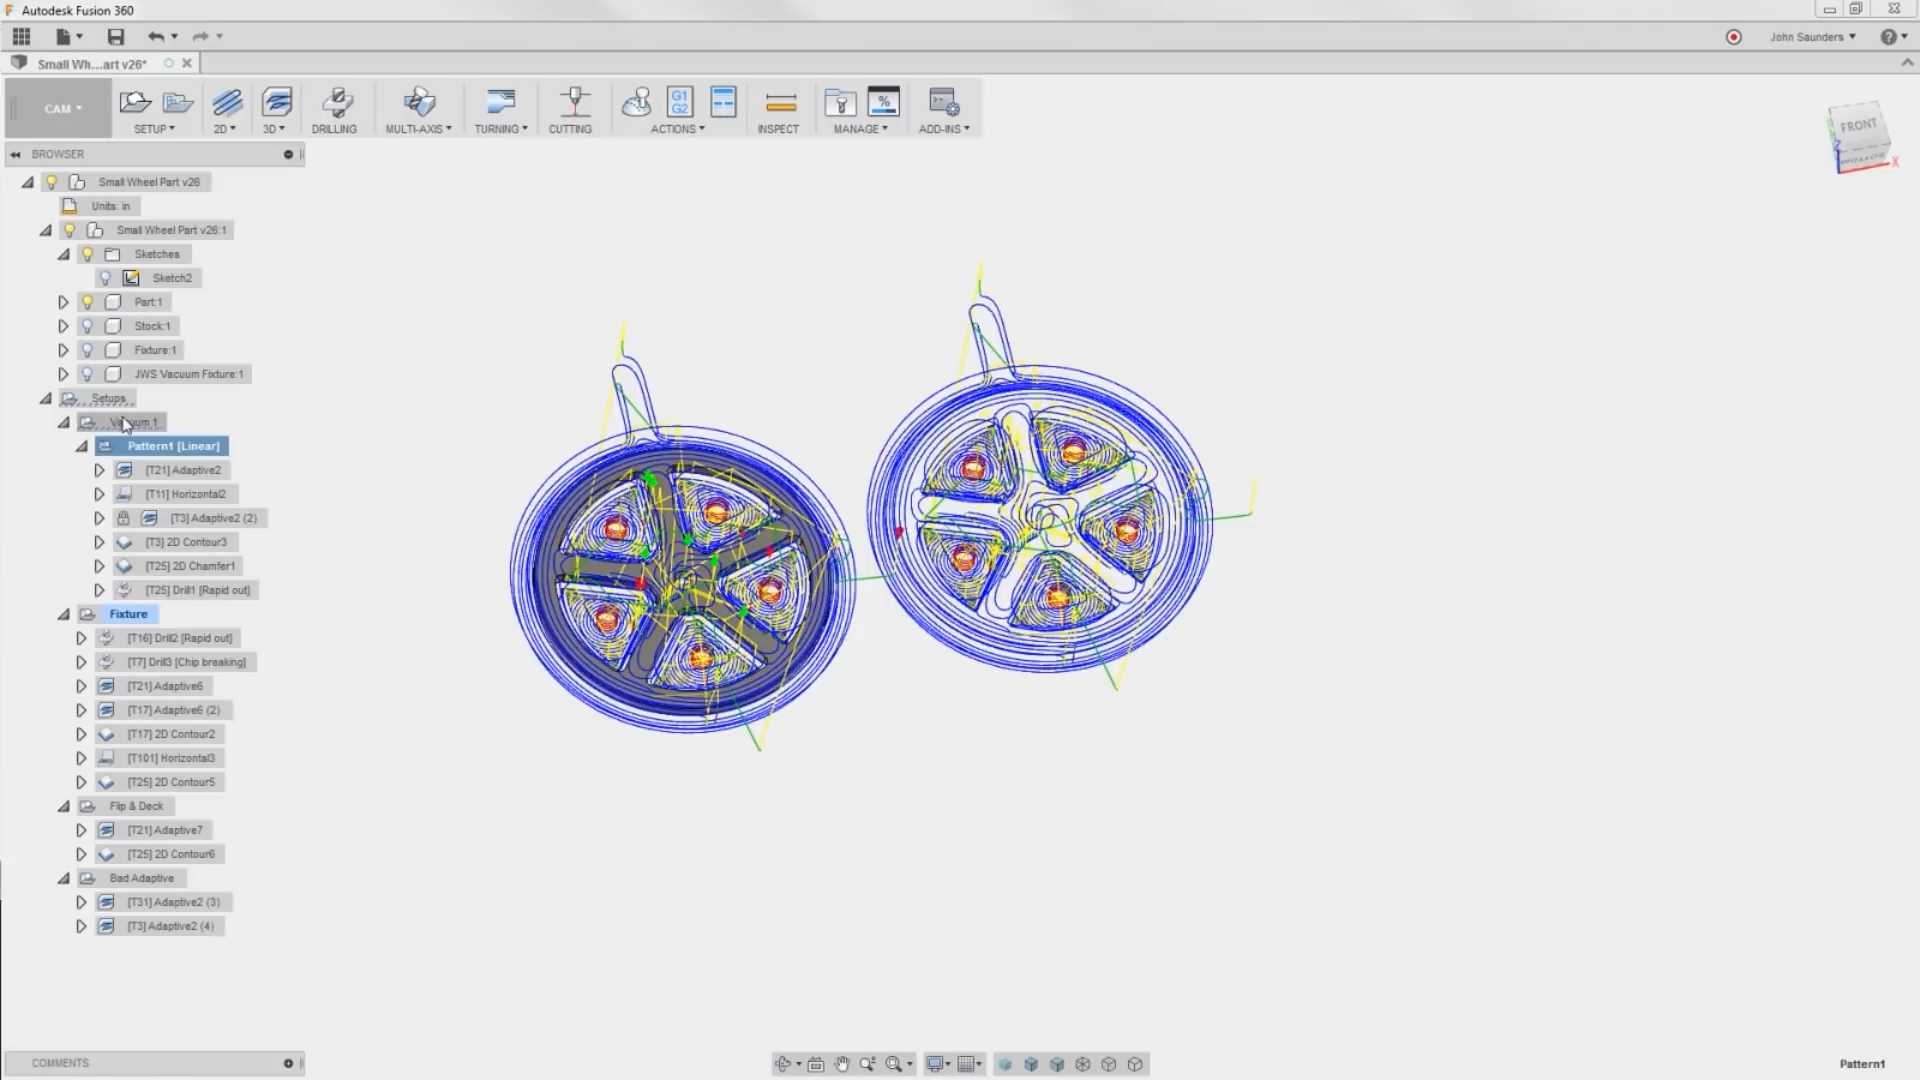 Autodesk Fusion 360
John Saunders
Small Wh...art v26*
CAM
SETUP
2D
3D
DRILLING
MULTI-AXIS
TURNING
CUTTING
G1
G2
ACTIONS
INSPECT
MANAGE
ADD-INS
FRONT
Z
X
BROWSER
Small Wheel Part v26
Units: in
Small Wheel Part v26:1
Sketches
Sketch2
Part:1
Stock:1
Fixture:1
JWS Vacuum Fixture:1
Setups
Pattern1 [Linear]
[T21] Adaptive2
[T11] Horizontal2
[T3] Adaptive2 (2)
[T3] 2D Contour3
[T25] 2D Chamfer1
[T25] Drill1 [Rapid out]
Fixture
[T16] Drill2 [Rapid out]
[T7] Drill3 [Chip breaking]
[T21] Adaptive6
[T17] Adaptive6 (2)
[T17] 2D Contour2
[T101] Horizontal3
[T25] 2D Contour5
Flip & Deck
[T21] Adaptive7
[T25] 2D Contour6
Bad Adaptive
[T31] Adaptive2 (3)
[T3] Adaptive2 (4)
COMMENTS
Pattern1